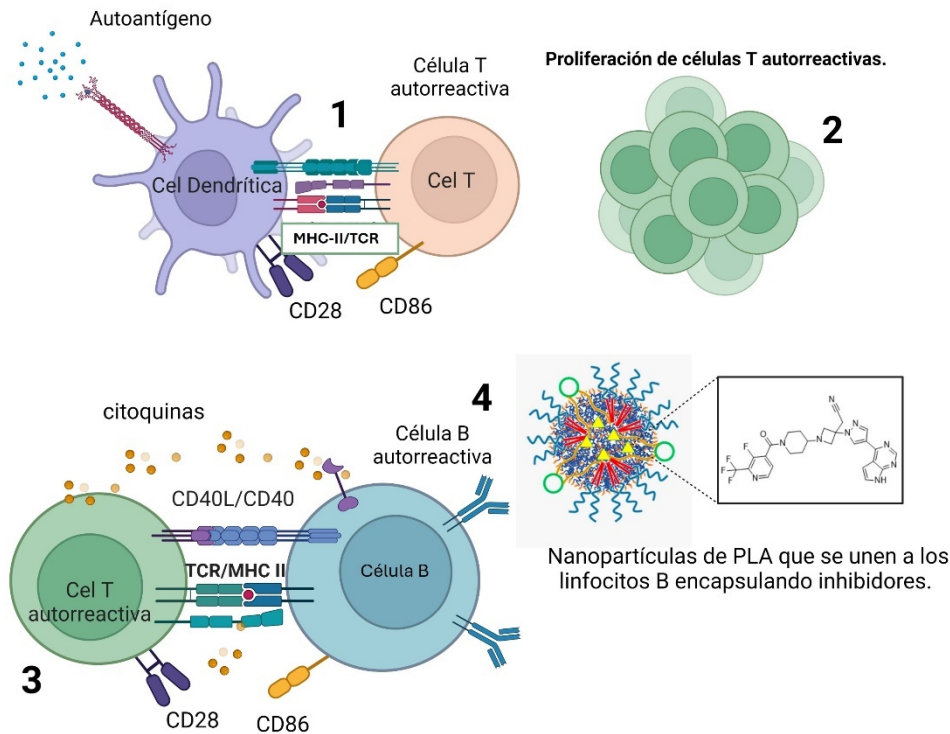 Autoantígeno
1
Célula T
autorreactiva
Cel Dendrítica
Cel T
MHC-II/TCR
CD28
CD86
Proliferación de células T autorreactivas.
2
citoquinas
4
Célula B
autorreactiva
CD40L/CD40
TCR/MHC II
Cel T
autorreactiva
Célula B
3
CD28
CD86
N
O
F
F
F
F
N
N
N
N
N
N
N
NH
Nanopartículas de PLA que se unen a los
linfocitos B encapsulando inhibidores.